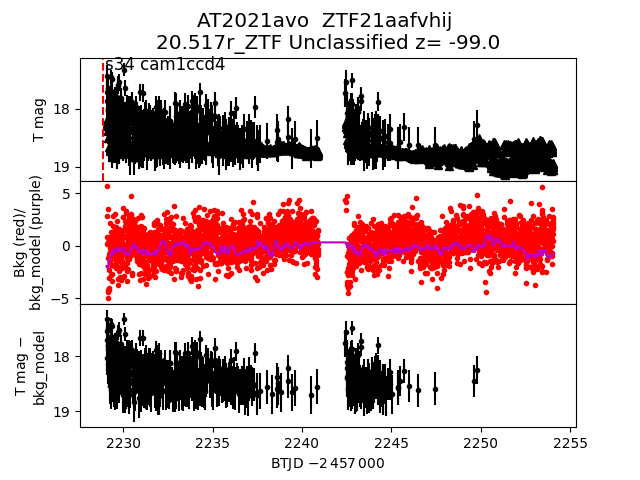 AT2021avo  ZTF21aafvhij
20.517r_ZTF Unclassified z= -99.0
s34 cam1ccd4
T mag
18
19
Bkg (red)/
bkg_model (purple)
5
0
−5
T mag −
bkg_model
18
19
2230
2235
2240
2245
2250
2255
BTJD −2 457 000